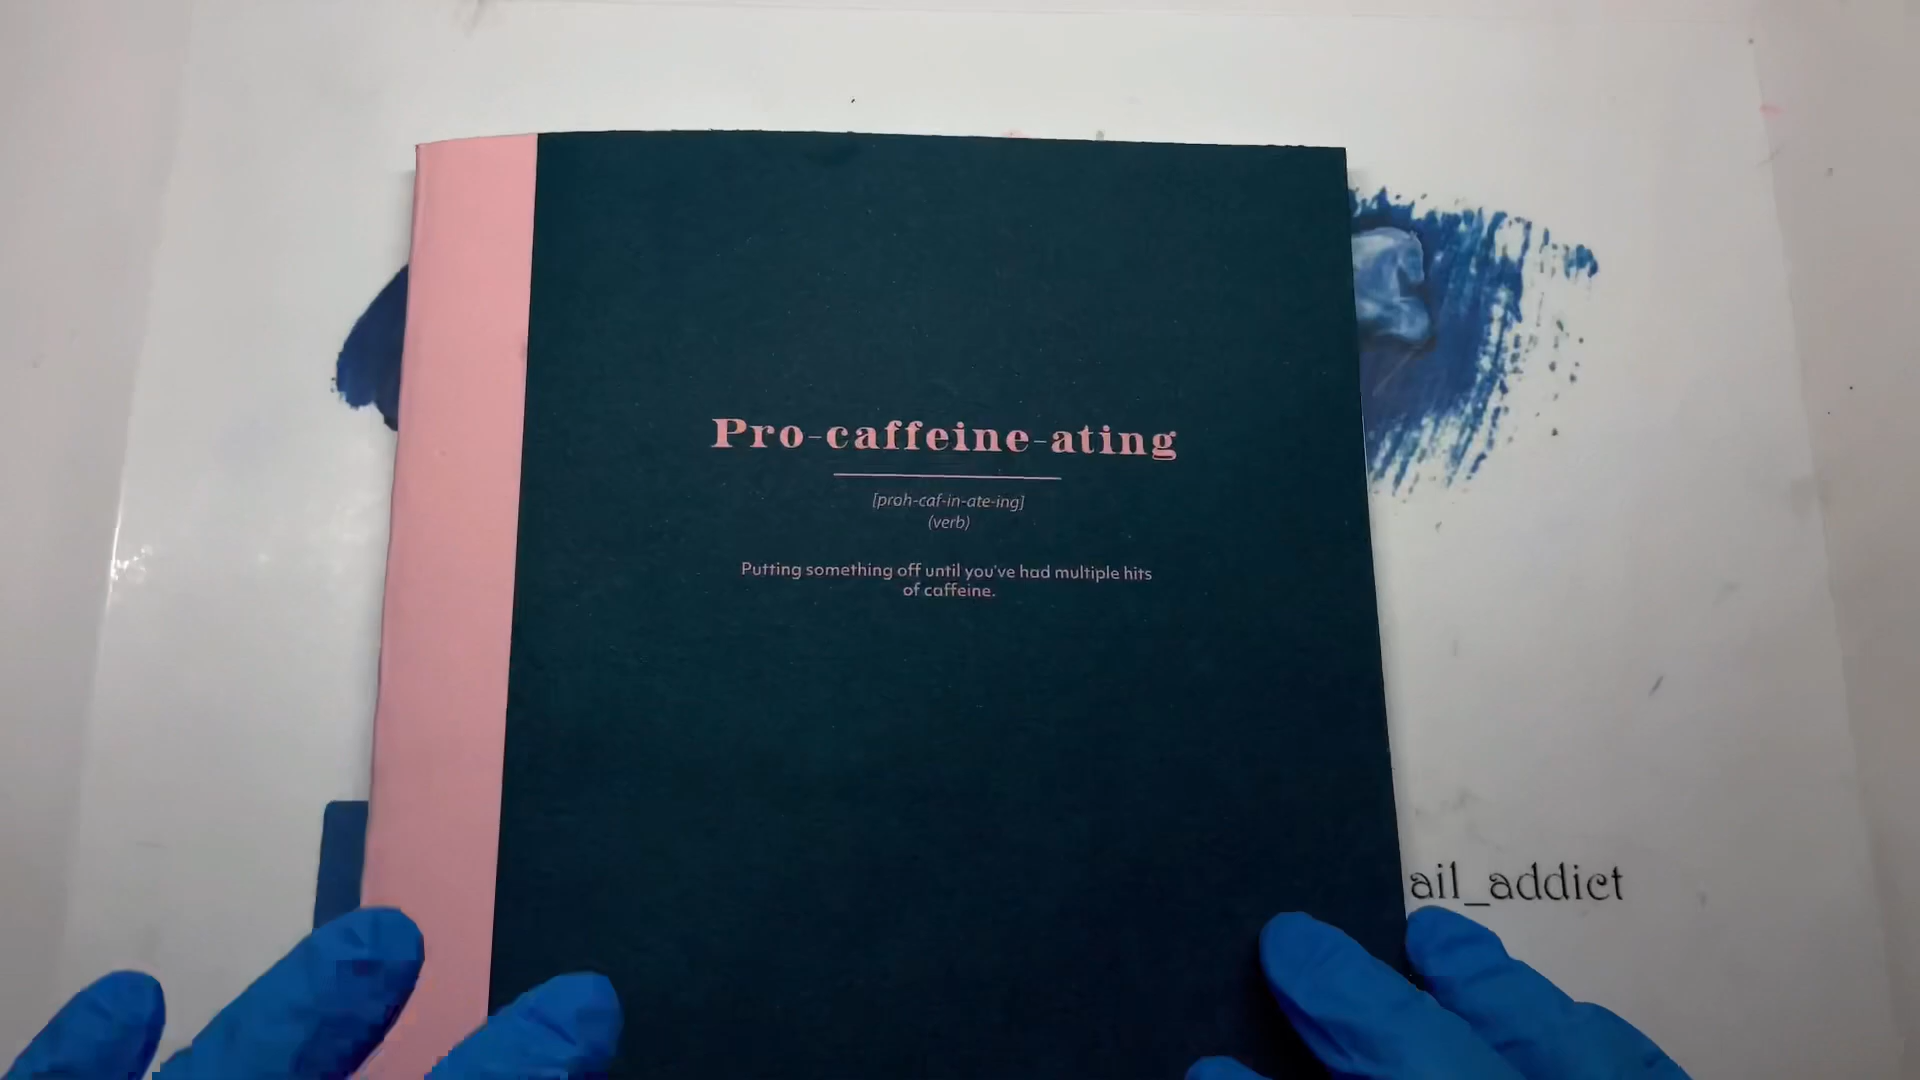 Pro-caffeine-ating
[proh-caf-in-ate-ing]
(verb)
Putting something off until you've had multiple hits
of caffeine.
ail_addict